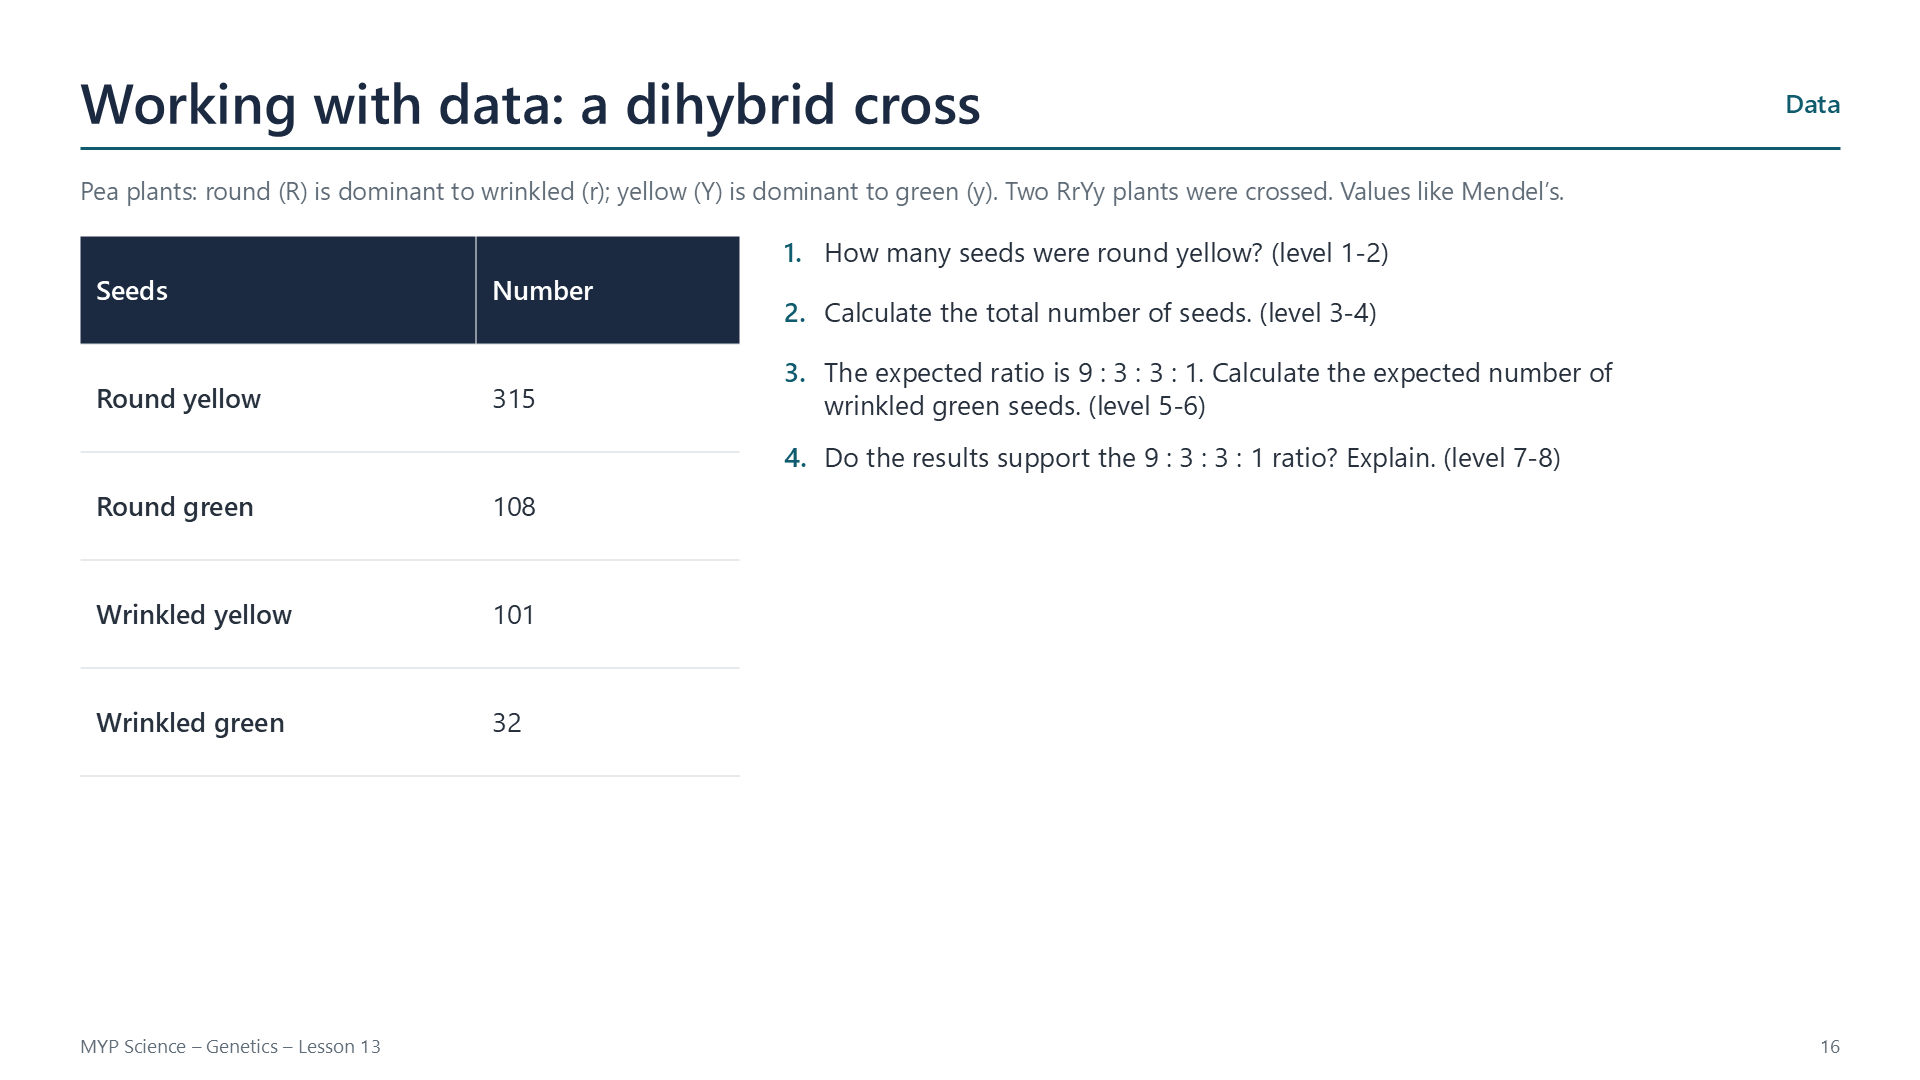 Working with data: a dihybrid cross
Data
Pea plants: round (R) is dominant to wrinkled (r); yellow (Y) is dominant to green (y). Two RrYy plants were crossed. Values like Mendel’s.
Seeds Number
Round yellow 315
Round green 108
Wrinkled yellow 101
Wrinkled green 32
1. How many seeds were round yellow? (level 1-2)
2. Calculate the total number of seeds. (level 3-4)
3. The expected ratio is 9 : 3 : 3 : 1. Calculate the expected number of
wrinkled green seeds. (level 5-6)
4. Do the results support the 9 : 3 : 3 : 1 ratio? Explain. (level 7-8)
MYP Science – Genetics – Lesson 13
16